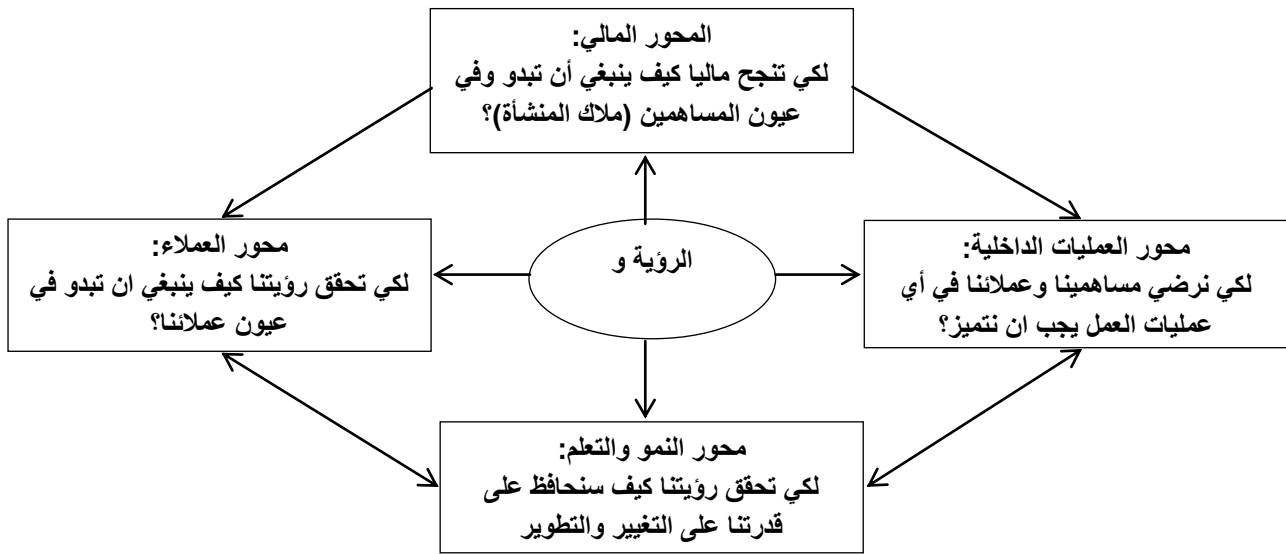 المحور المالي:
لكي تنجح ماليا كيف ينبغي أن تبدو وفي
عيون المساهمين (ملاك المنشأة)؟
محور العمليات الداخلية:
لكي نرضي مساهمينا وعملائنا في أي
عمليات العمل يجب ان نتميز؟
الرؤية و
محور العملاء:
لكي تحقق رؤيتنا كيف ينبغي ان تبدو في
عيون عملائنا؟
محور النمو والتعلم:
لكي تحقق رؤيتنا كيف سنحافظ على
قدرتنا على التغيير والتطوير